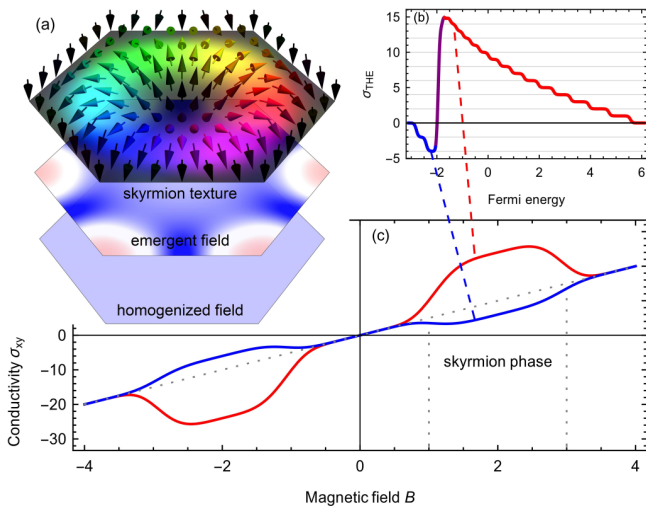 (a)
skyrmion texture
emergent field
homogenized field
(b)
σTHE
15
10
5
0
−5
−2
0
2
4
6
Fermi energy
(c)
Conductivity σxy
0
−10
−20
−30
skyrmion phase
−4
−2
0
2
4
Magnetic field B